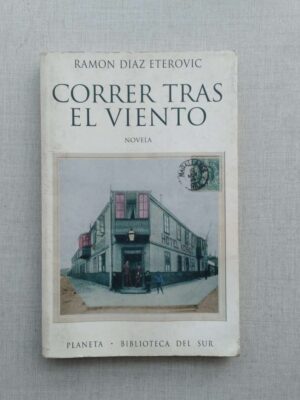 RAMON DIAZ ETEROVIC
CORRER TRAS
EL VIENTO
NOVELA
PLANETA • BIBLIOTECA DEL SUR